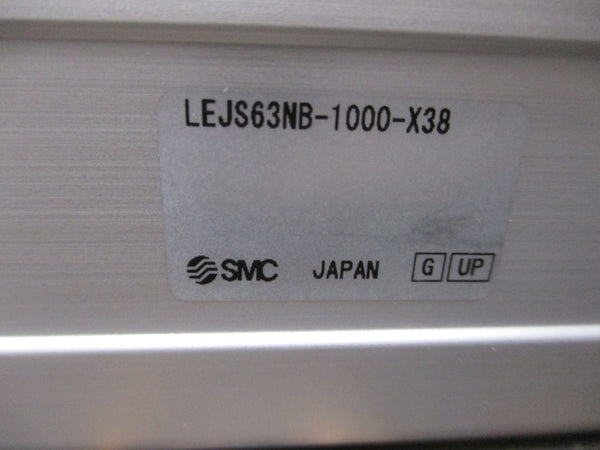 LEJS63NB-1000-X38
SMC JAPAN G UP